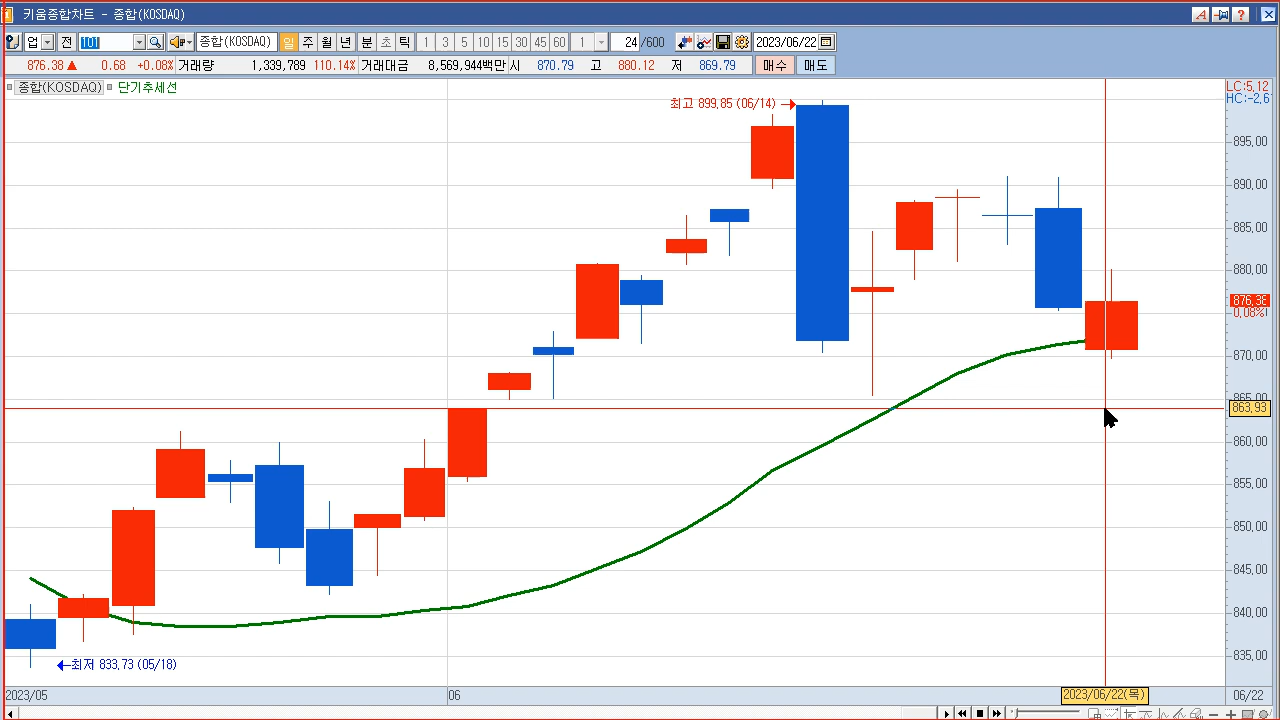 키움종합차트 - 종합(KOSDAQ)
업 전 101 종합(KOSDAQ) 일 주 월 년 분 초 틱 1 3 5 10 15 30 45 60 1 24 /600 2023/06/22
876.38 ▲ 0.68 +0.08% 거래량 1,339,789 110.14% 거래대금 8,569,944백만 시 870.79 고 880.12 저 869.79 매수 매도
종합(KOSDAQ) 단기추세선
LC:5,12
HC:-2,6
최고 899,85 (06/14)
895,00
890,00
885,00
880,00
876,38
0,08%
870,00
865,00
863,93
860,00
855,00
850,00
845,00
840,00
835,00
최저 833,73 (05/18)
2023/05 06 2023/06/22(목) 06/22